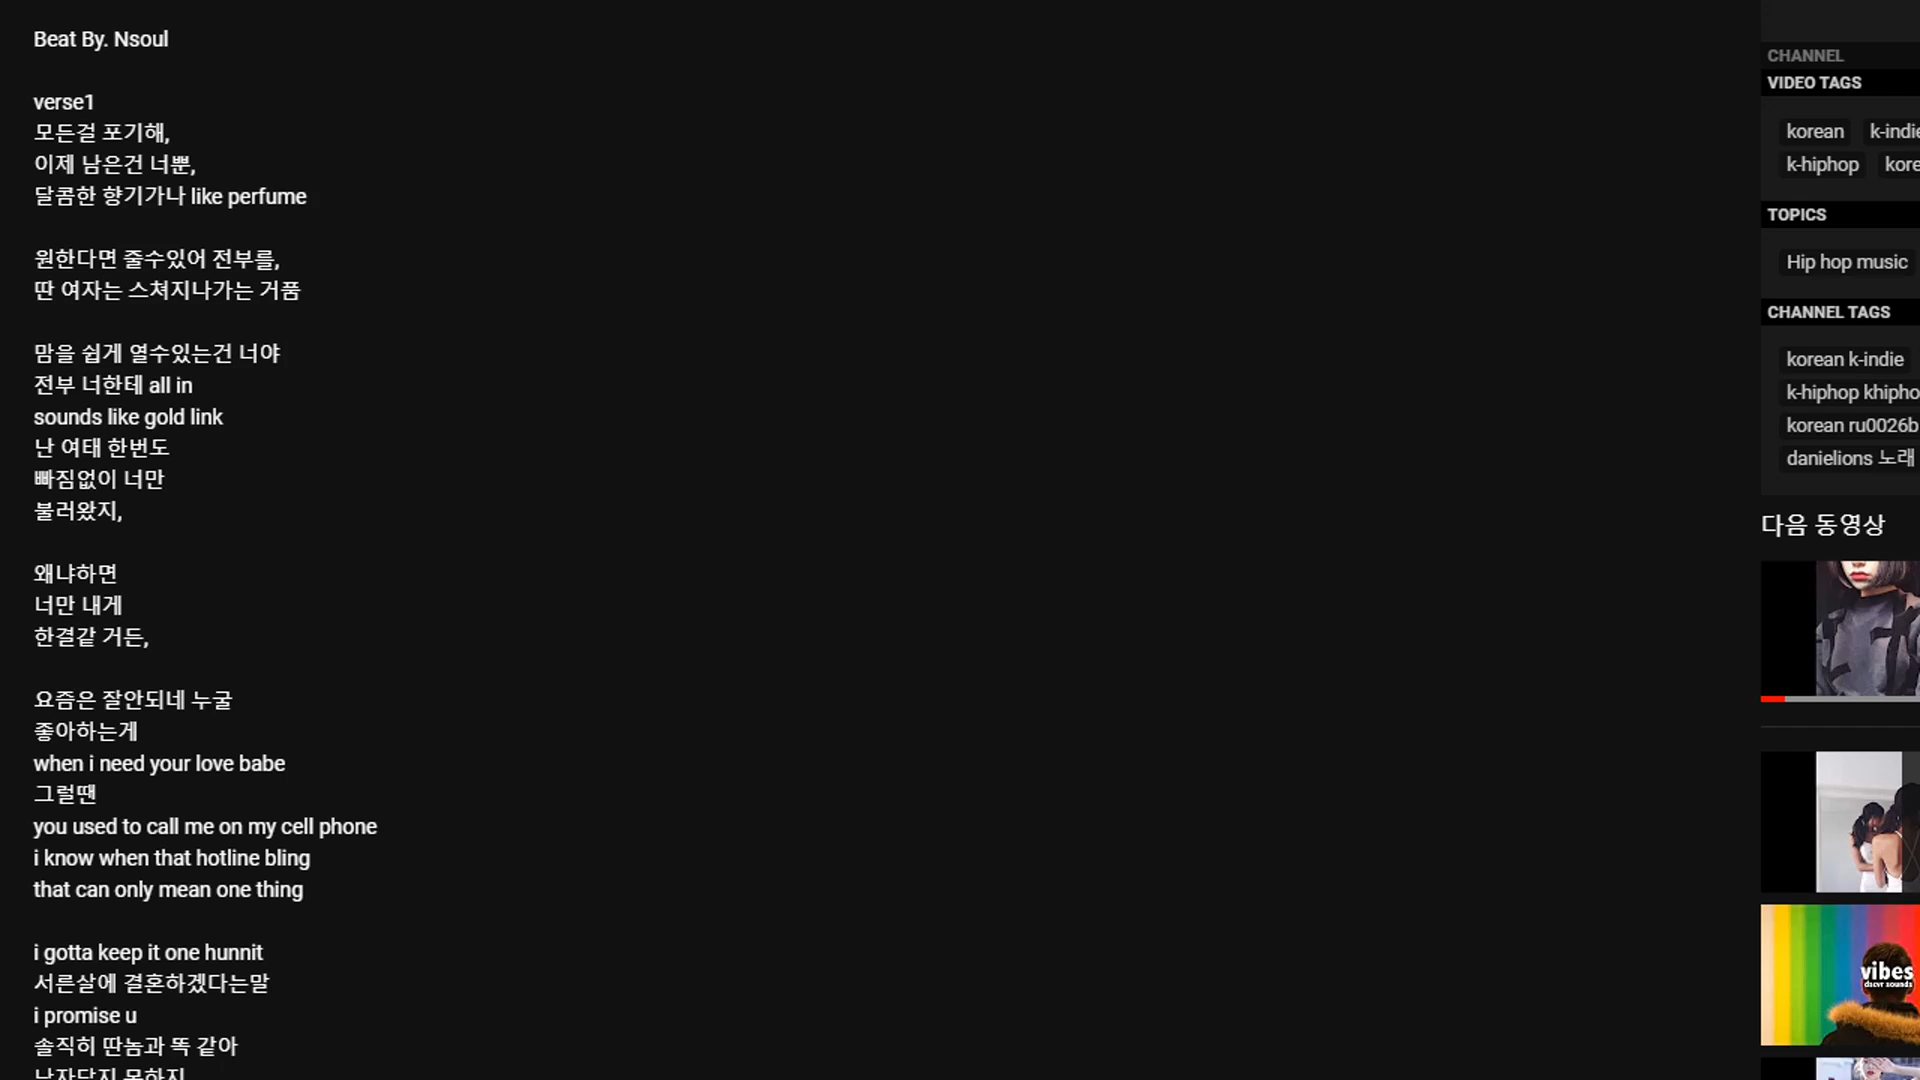 Beat By. Nsoul
verse1
모든걸 포기해,
이제 남은건 너뿐,
달콤한 향기가나 like perfume
원한다면 줄수있어 전부를,
딴 여자는 스쳐지나가는 거품
맘을 쉽게 열수있는건 너야
전부 너한테 all in
sounds like gold link
난 여태 한번도
빠짐없이 너만
불러왔지,
왜냐하면
너만 내게
한결같 거든,
요즘은 잘안되네 누굴
좋아하는게
when i need your love babe
그럴땐
you used to call me on my cell phone
i know when that hotline bling
that can only mean one thing
i gotta keep it one hunnit
서른살에 결혼하겠다는말
i promise u
솔직히 딴놈과 똑 같아
CHANNEL
VIDEO TAGS
korean k-indie
k-hiphop kore
TOPICS
Hip hop music
CHANNEL TAGS
korean k-indie
k-hiphop khipho
korean ru0026b
danielions 노래
다음 동영상
vibes
dscvr sounds